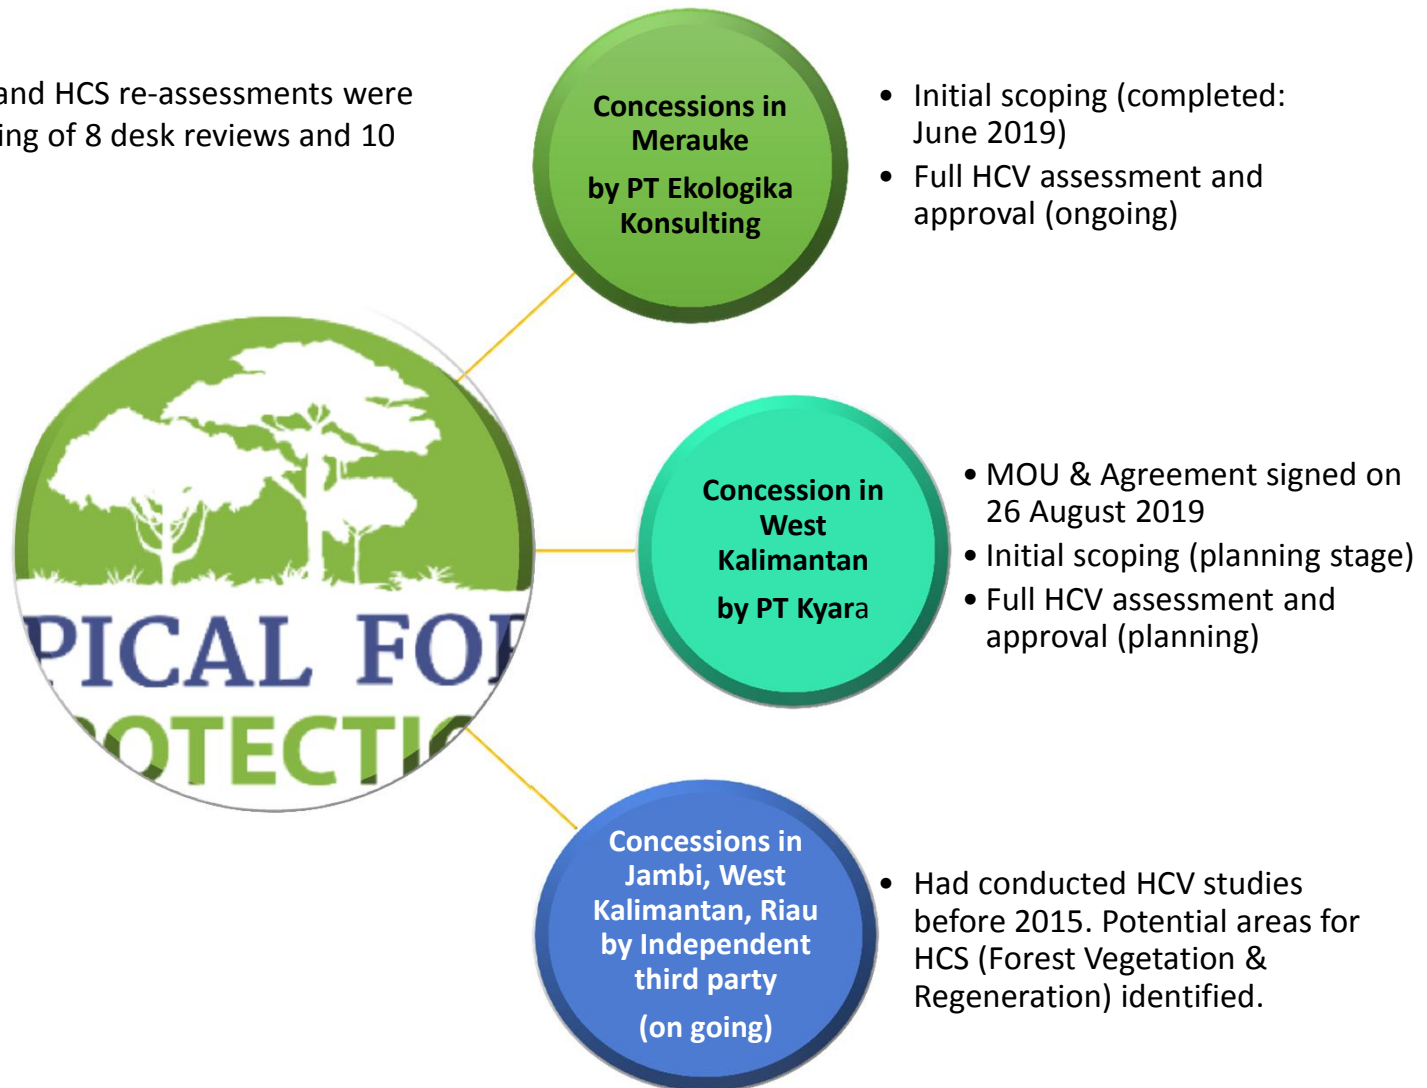 and HCS re-assessments were
ing of 8 desk reviews and 10
Concessions in
Merauke
by PT Ekologika
Konsulting
• Initial scoping (completed:
June 2019)
• Full HCV assessment and
approval (ongoing)
PICAL FOR
ROTECTIO
Concession in
West
Kalimantan
by PT Kyara
• MOU & Agreement signed on
26 August 2019
• Initial scoping (planning stage)
• Full HCV assessment and
approval (planning)
Concessions in
Jambi, West
Kalimantan, Riau
by Independent
third party
(on going)
• Had conducted HCV studies
before 2015. Potential areas for
HCS (Forest Vegetation &
Regeneration) identified.